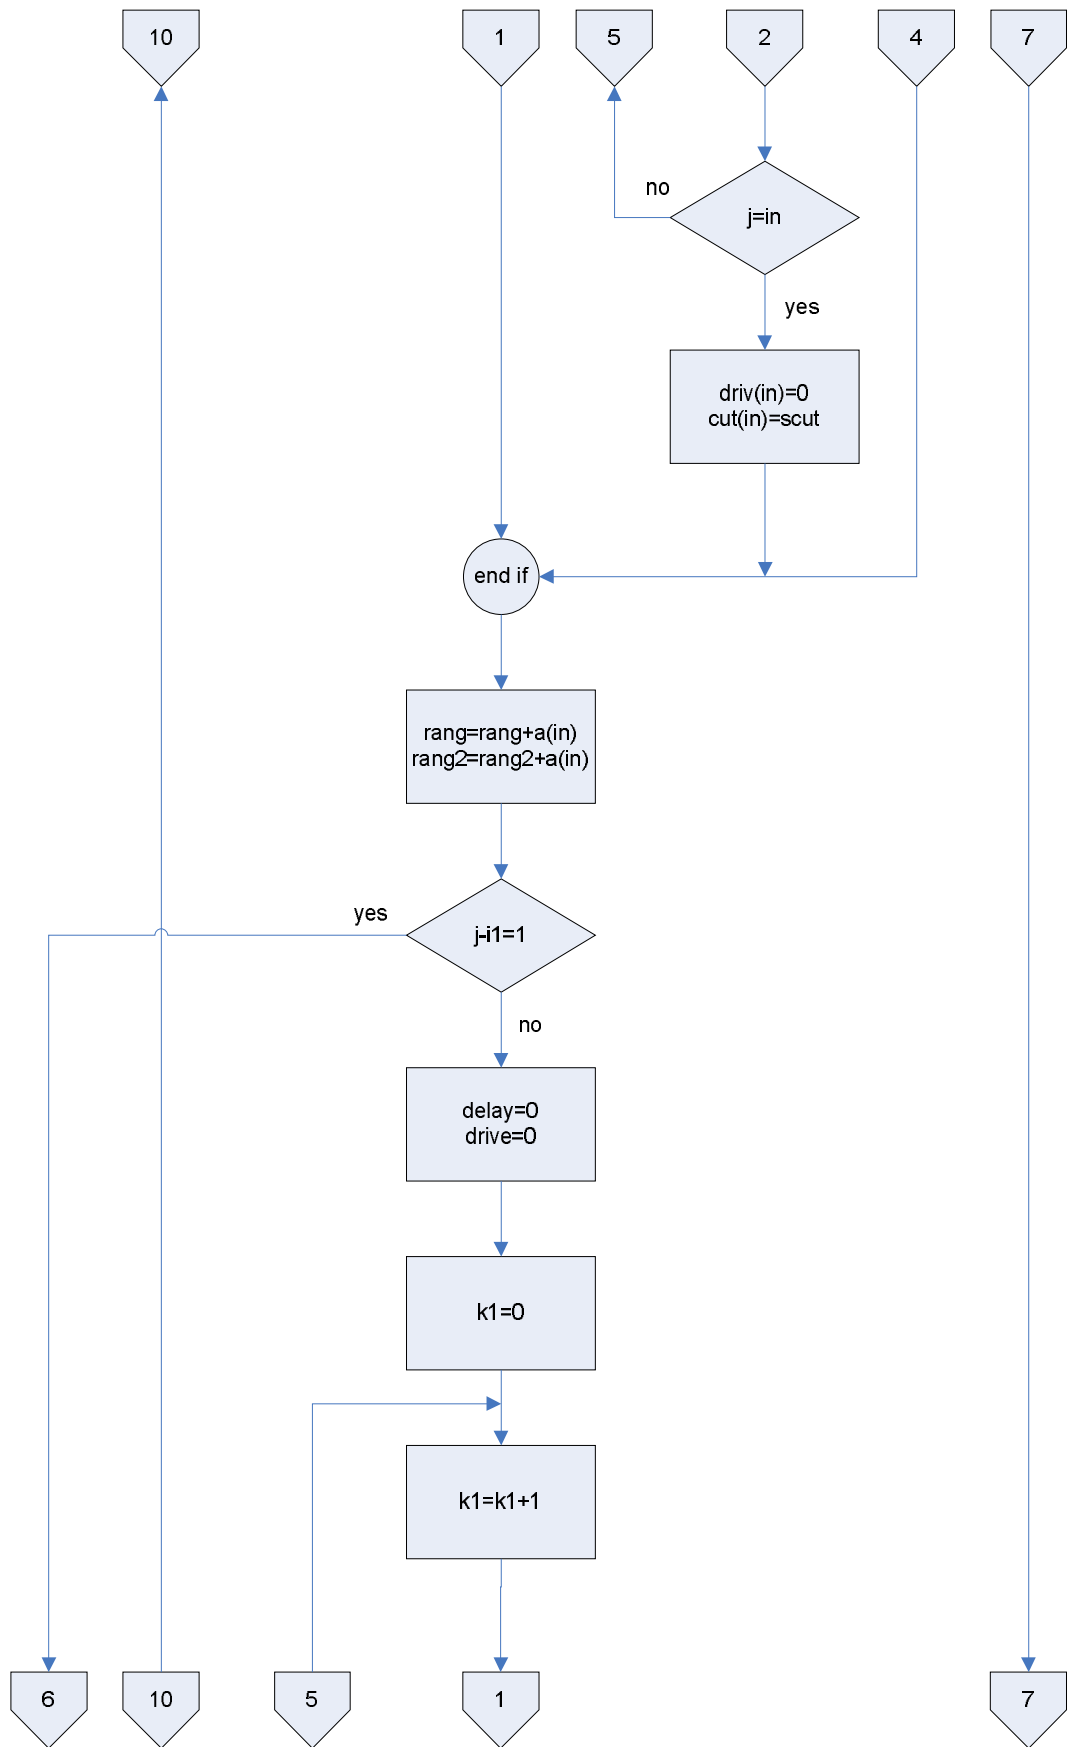 10
1
5
2
4
7
no
j=in
yes
driv(in)=0
cut(in)=scut
end if
rang=rang+a(in)
rang2=rang2+a(in)
yes
j-i1=1
no
delay=0
drive=0
k1=0
k1=k1+1
6
10
5
1
7